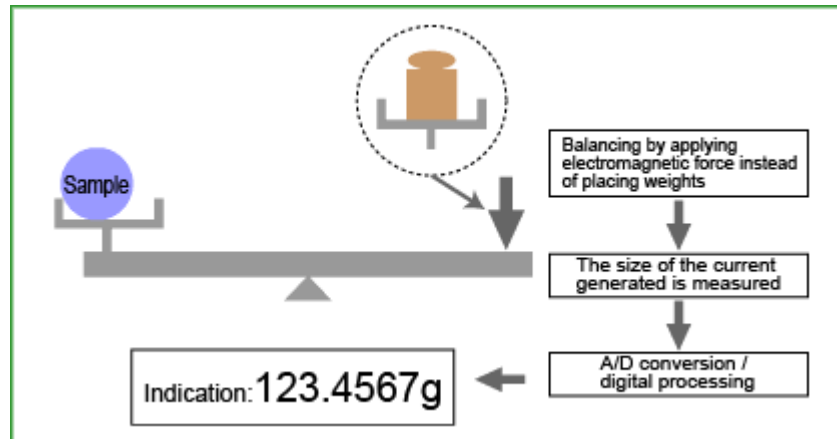 Sample
Balancing by applying
electromagnetic force instead
of placing weights
The size of the current
generated is measured
A/D conversion /
digital processing
Indication:123.4567g